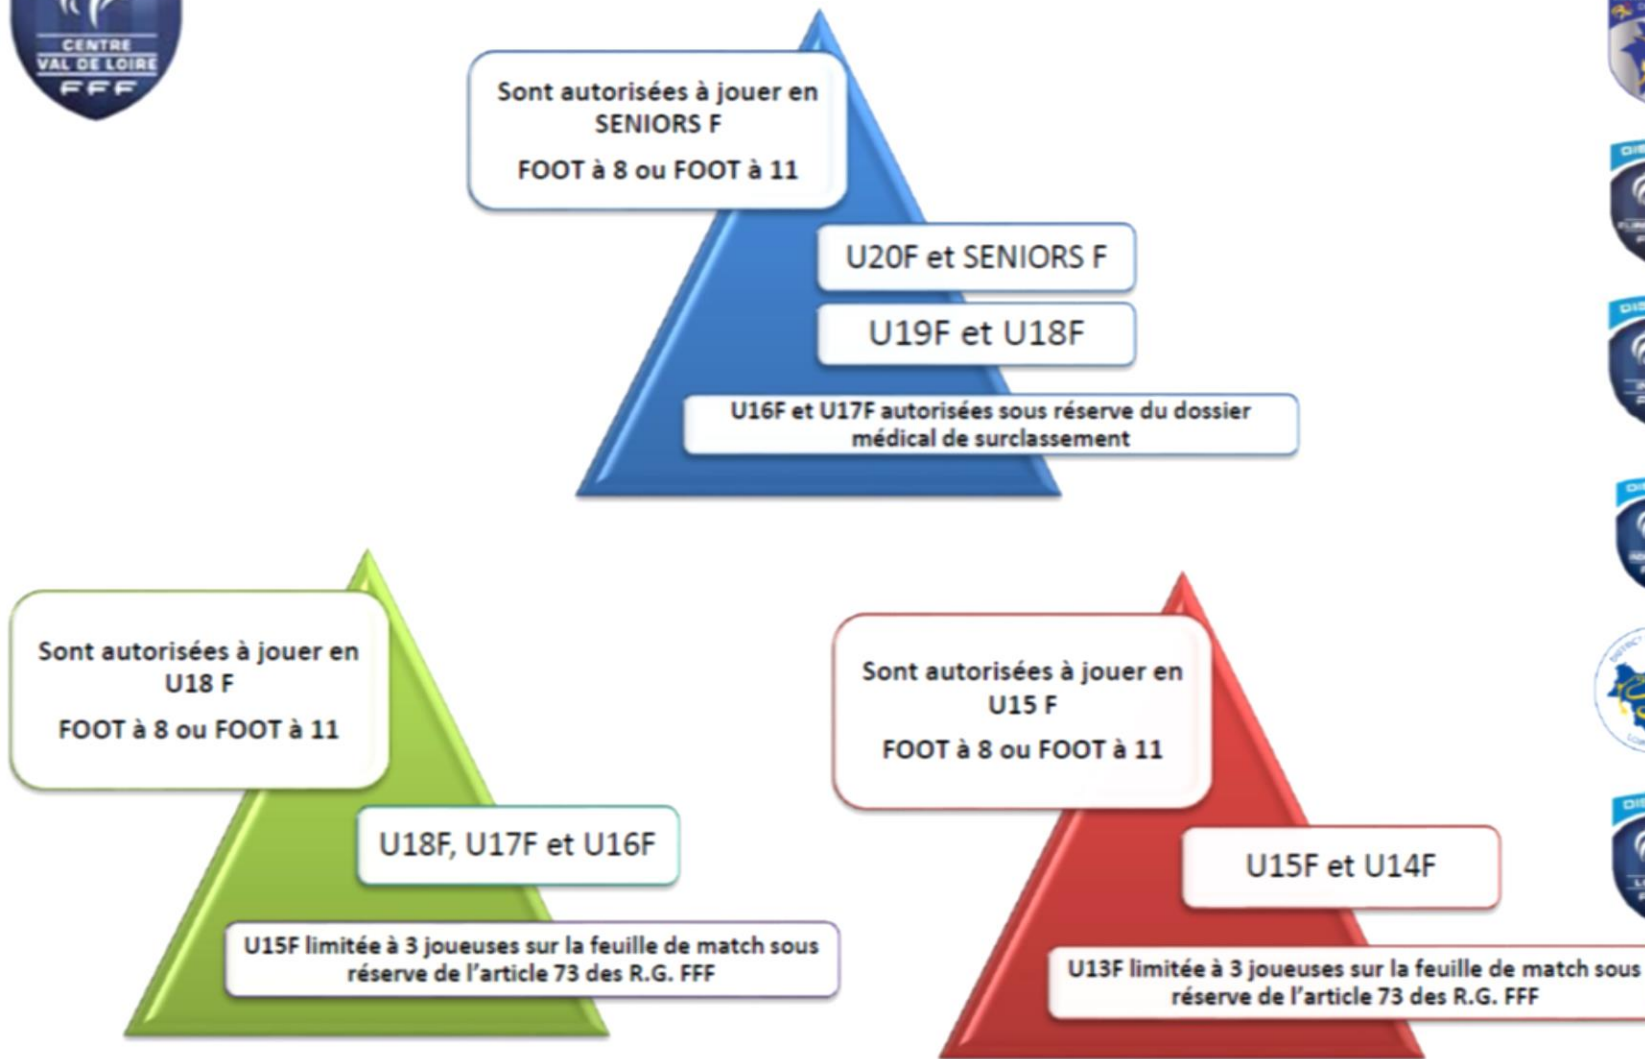 CENTRE
VAL DE LOIRE
FFF
Sont autorisées à jouer en
SENIORS F
FOOT à 8 ou FOOT à 11
U20F et SENIORS F
U19F et U18F
U16F et U17F autorisées sous réserve du dossier
médical de surclassement
Sont autorisées à jouer en
U18 F
FOOT à 8 ou FOOT à 11
U18F, U17F et U16F
U15F limitée à 3 joueuses sur la feuille de match sous
réserve de l'article 73 des R.G. FFF
Sont autorisées à jouer en
U15 F
FOOT à 8 ou FOOT à 11
U15F et U14F
U13F limitée à 3 joueuses sur la feuille de match sous
réserve de l'article 73 des R.G. FFF